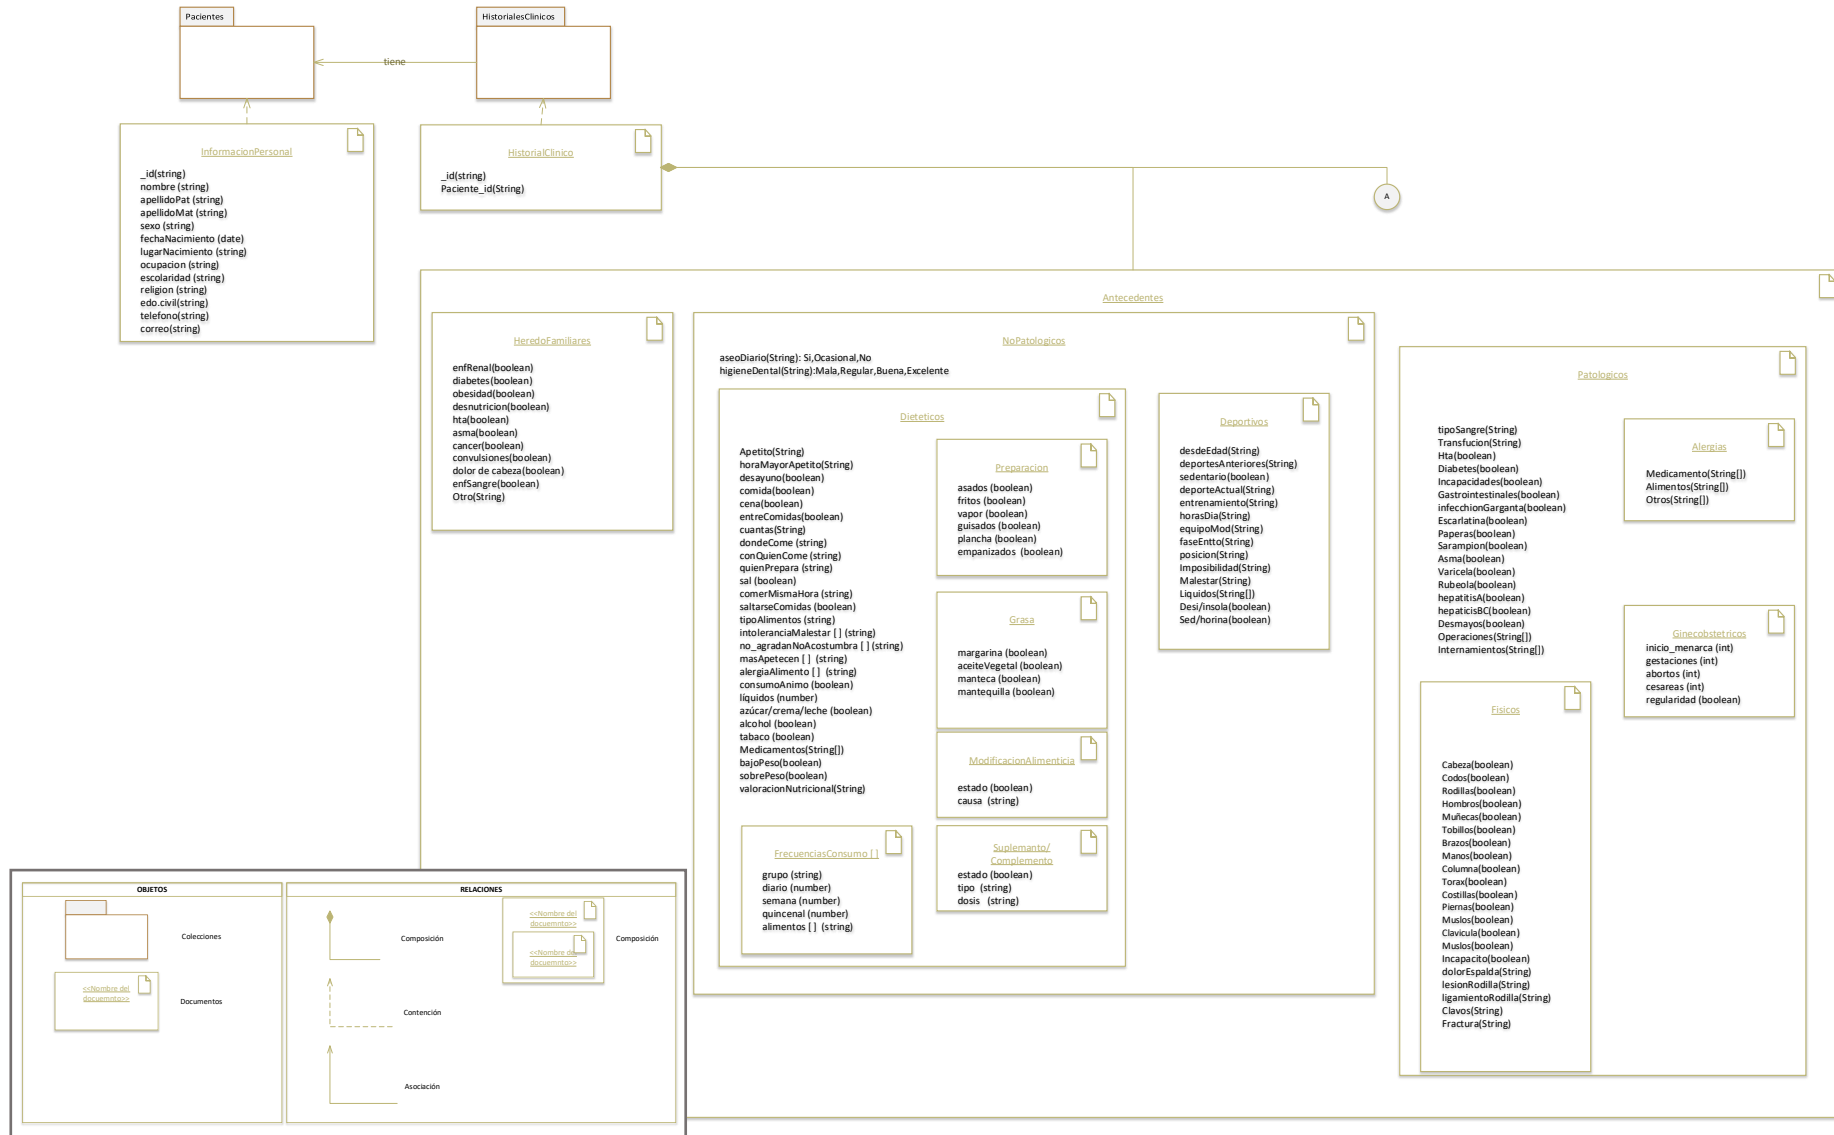 Pacientes
HistorialesClinicos
tiene
InformacionPersonal
_id(string)
nombre (string)
apellidoPat (string)
apellidoMat (string)
sexo (string)
fechaNacimiento (date)
lugarNacimiento (string)
ocupacion (string)
escolaridad (string)
religion (string)
edo.civil(string)
telefono(string)
correo(string)
HistorialClinico
_id(string)
Paciente_id(String)
A
Antecedentes
HeredoFamiliares
enfRenal(boolean)
diabetes(boolean)
obesidad(boolean)
desnutricion(boolean)
hta(boolean)
asma(boolean)
cancer(boolean)
convulsiones(boolean)
dolor de cabeza(boolean)
enfSangre(boolean)
Otro(String)
NoPatologicos
aseoDiario(String): Si,Ocasional,No
higieneDental(String):Mala,Regular,Buena,Excelente
Dieteticos
Apetito(String)
horaMayorApetito(String)
desayuno(boolean)
comida(boolean)
cena(boolean)
entreComidas(boolean)
cuantas(String)
dondeCome (string)
conQuienCome (string)
quienPrepara (string)
sal (boolean)
comerMismaHora (string)
saltarseComidas (boolean)
tipoAlimentos (string)
intoleranciaMalestar [ ] (string)
no_agradanNoAcostumbra [ ] (string)
masApetecen [ ] (string)
alergiaAlimento [ ] (string)
consumoAnimo (boolean)
líquidos (number)
azúcar/crema/leche (boolean)
alcohol (boolean)
tabaco (boolean)
Medicamentos(String[])
bajoPeso(boolean)
sobrePeso(boolean)
valoracionNutricional(String)
Preparacion
asados (boolean)
fritos (boolean)
vapor (boolean)
guisados (boolean)
plancha (boolean)
empanizados (boolean)
Grasa
margarina (boolean)
aceiteVegetal (boolean)
manteca (boolean)
mantequilla (boolean)
ModificacionAlimenticia
estado (boolean)
causa (string)
FrecuenciasConsumo [ ]
grupo (string)
diario (number)
semana (number)
quincenal (number)
alimentos [ ] (string)
Suplemanto/
Complemento
estado (boolean)
tipo (string)
dosis (string)
Deportivos
desdeEdad(String)
deportesAnteriores(String)
sedentario(boolean)
deporteActual(String)
entrenamiento(String)
horasDia(String)
equipoMod(String)
faseEntto(String)
posicion(String)
Imposibilidad(String)
Malestar(String)
Liquidos(String[])
Desi/insola(boolean)
Sed/horina(boolean)
Patologicos
tipoSangre(String)
Transfucion(String)
Hta(boolean)
Diabetes(boolean)
Incapacidades(boolean)
Gastrointestinales(boolean)
infecchionGarganta(boolean)
Escarlatina(boolean)
Paperas(boolean)
Sarampion(boolean)
Asma(boolean)
Varicela(boolean)
Rubeola(boolean)
hepatitisA(boolean)
hepaticisBC(boolean)
Desmayos(boolean)
Operaciones(String[])
Internamientos(String[])
Alergias
Medicamento(String[])
Alimentos(String[])
Otros(String[])
Ginecobstetricos
inicio_menarca (int)
gestaciones (int)
abortos (int)
cesareas (int)
regularidad (boolean)
Fisicos
Cabeza(boolean)
Codos(boolean)
Rodillas(boolean)
Hombros(boolean)
Muñecas(boolean)
Tobillos(boolean)
Brazos(boolean)
Manos(boolean)
Columna(boolean)
Torax(boolean)
Costillas(boolean)
Piernas(boolean)
Muslos(boolean)
Clavicula(boolean)
Muslos(boolean)
Incapacito(boolean)
dolorEspalda(String)
lesionRodilla(String)
ligamientoRodilla(String)
Clavos(String)
Fractura(String)
OBJETOS
Colecciones
<<Nombre del
docuemnto>>
Documentos
RELACIONES
Composición
<<Nombre del
docuemnto>>
<<Nombre del
docuemnto>>
Composición
Contención
Asociación